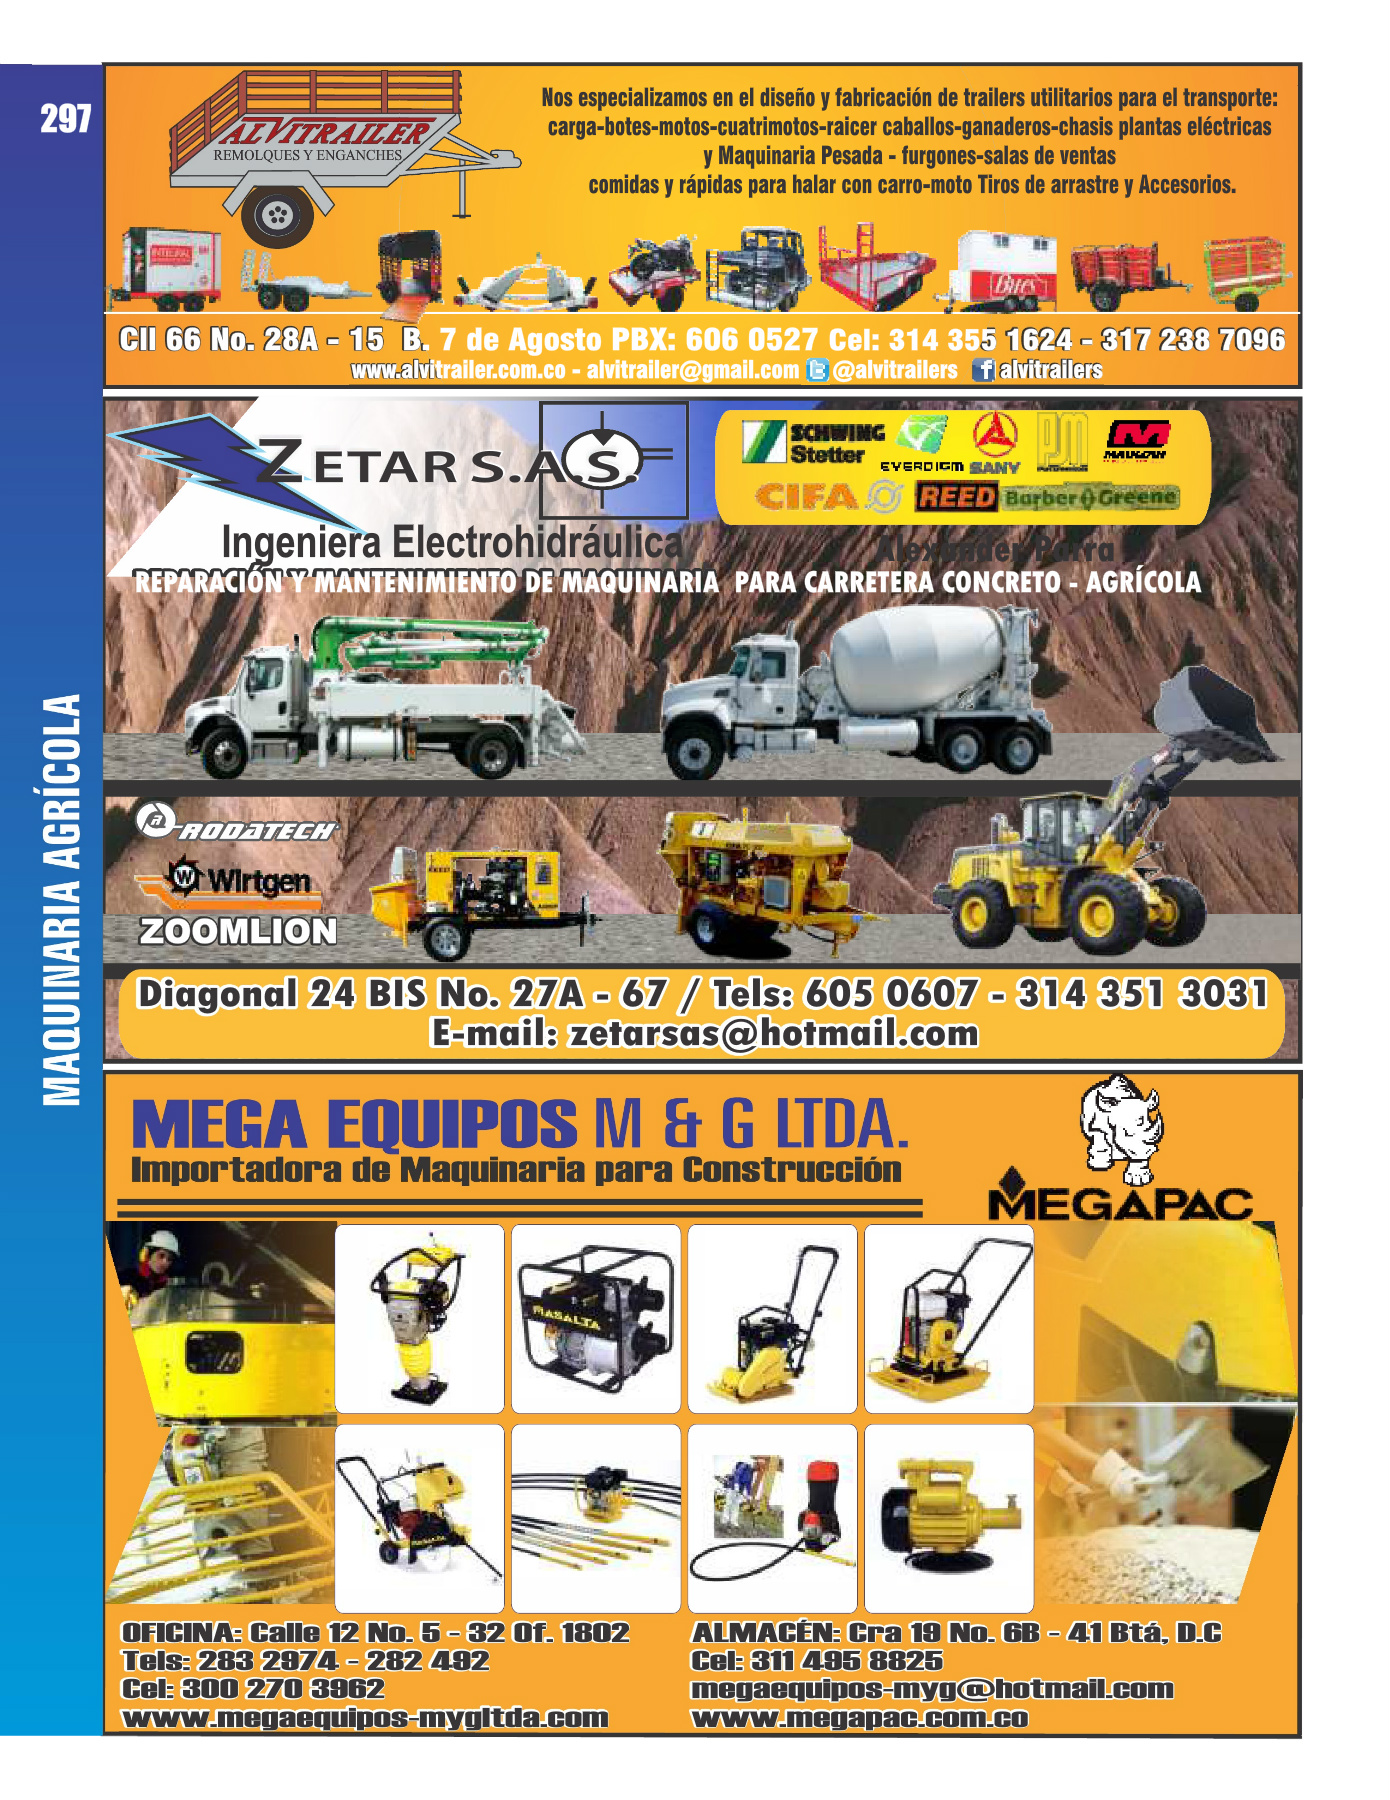 297
MAQUINARIA AGRÍCOLA
ALVITRAILER
REMOLQUES Y ENGANCHES
Nos especializamos en el diseño y fabricación de trailers utilitarios para el transporte:
carga-botes-motos-cuatrimotos-raicer caballos-ganaderos-chasis plantas eléctricas
y Maquinaria Pesada - furgones-salas de ventas
comidas y rápidas para halar con carro-moto Tiros de arrastre y Accesorios.
INTEGRAL
Cll 66 No. 28A - 15 B. 7 de Agosto PBX: 606 0527 Cel: 314 355 1624 - 317 238 7096
www.alvitrailer.com.co - alvitrailer@gmail.com @alvitrailers alvitrailers
ZETAR S.A.S.
Ingeniera Electrohidráulica
SCHWING
Stetter
EVERDIGM SANY PJM
CIFA REED Barber Greene
Alexander Parra
REPARACIÓN Y MANTENIMIENTO DE MAQUINARIA PARA CARRETERA CONCRETO - AGRÍCOLA
RODATECH
Wirtgen
ZOOMLION
REED
Diagonal 24 BIS No. 27A - 67 / Tels: 605 0607 - 314 351 3031
E-mail: zetarsas@hotmail.com
MEGA EQUIPOS M & G LTDA.
Importadora de Maquinaria para Construcción
MEGAPAC
MASALTA
MASALTA
OFICINA: Calle 12 No. 5 - 32 Of. 1802
Tels: 283 2974 - 282 492
Cel: 300 270 3962
www.megaequipos-mygltda.com
ALMACÉN: Cra 19 No. 6B - 41 Btá, D.C
Cel: 311 495 8825
megaequipos-myg@hotmail.com
www.megapac.com.co